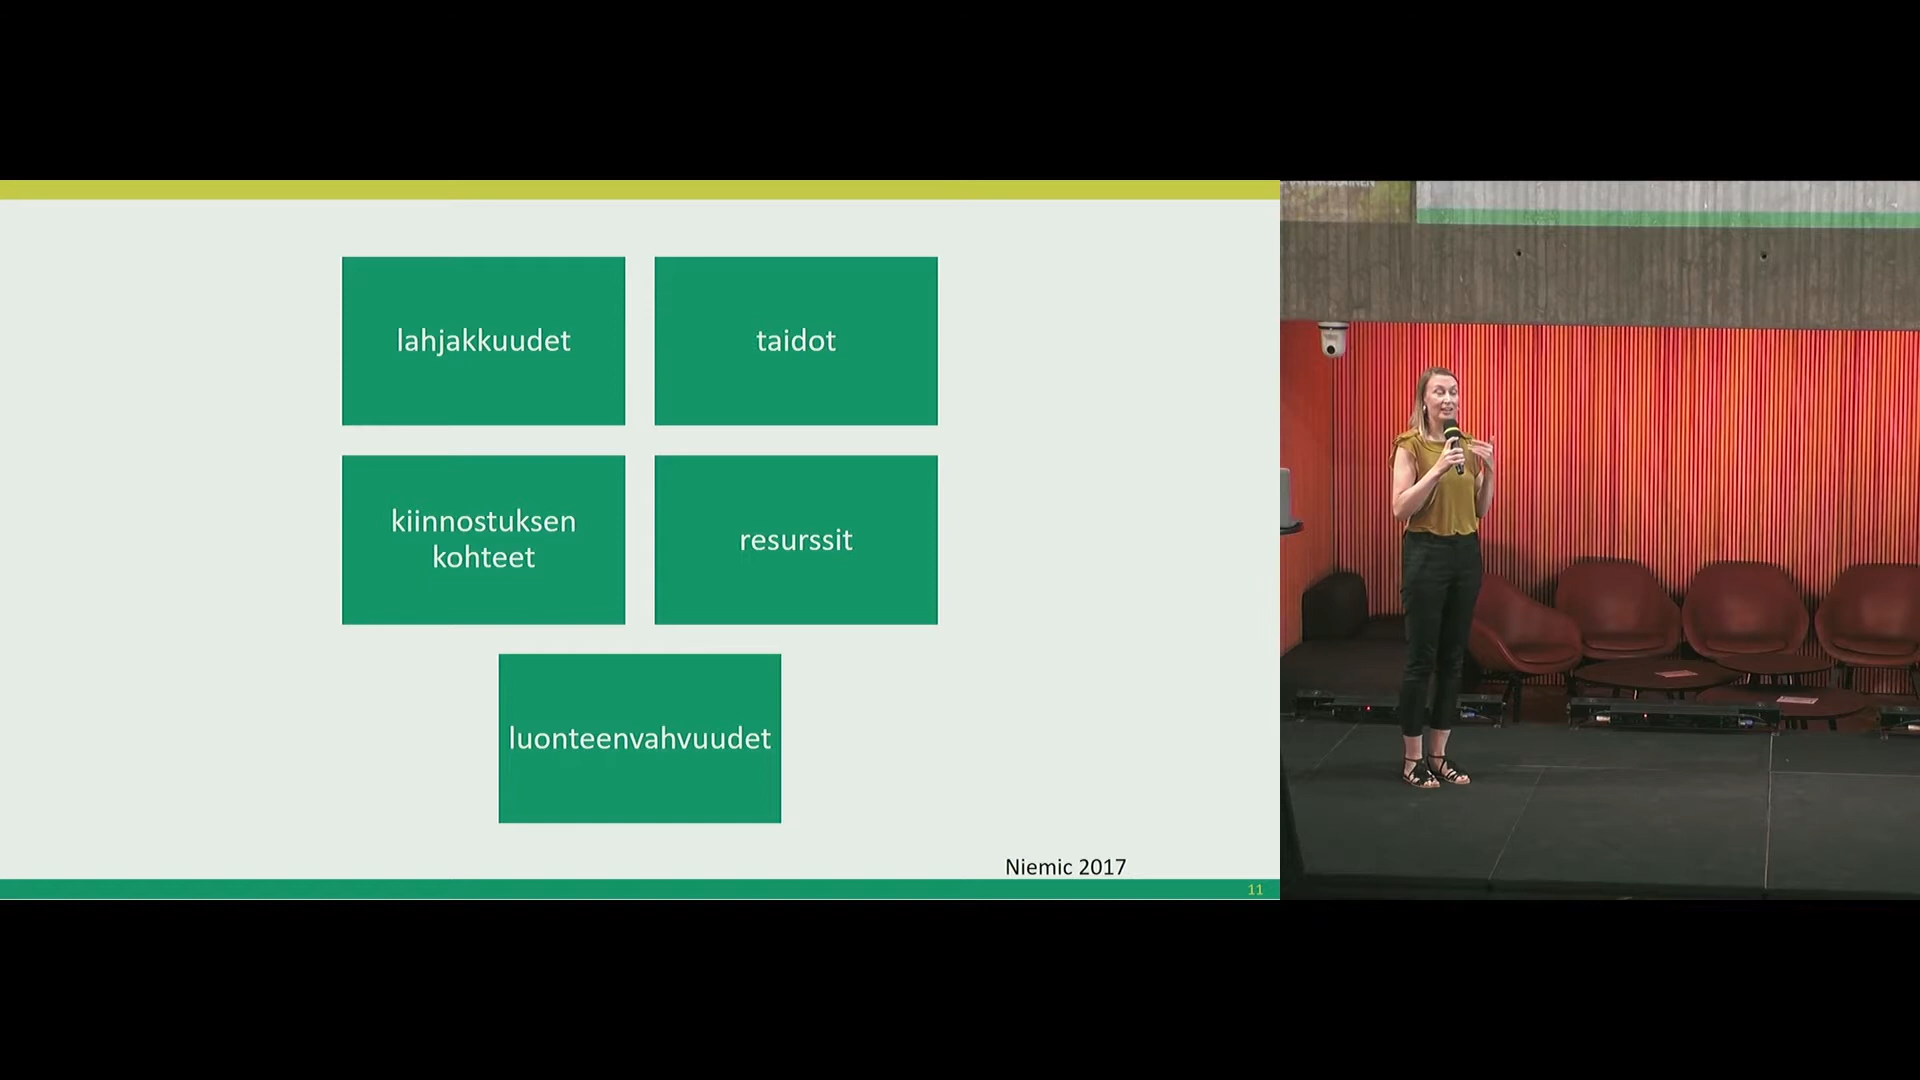 lahjakkuudet
taidot
kiinnostuksen
kohteet
resurssit
luonteenvahvuudet
Niemic 2017
11